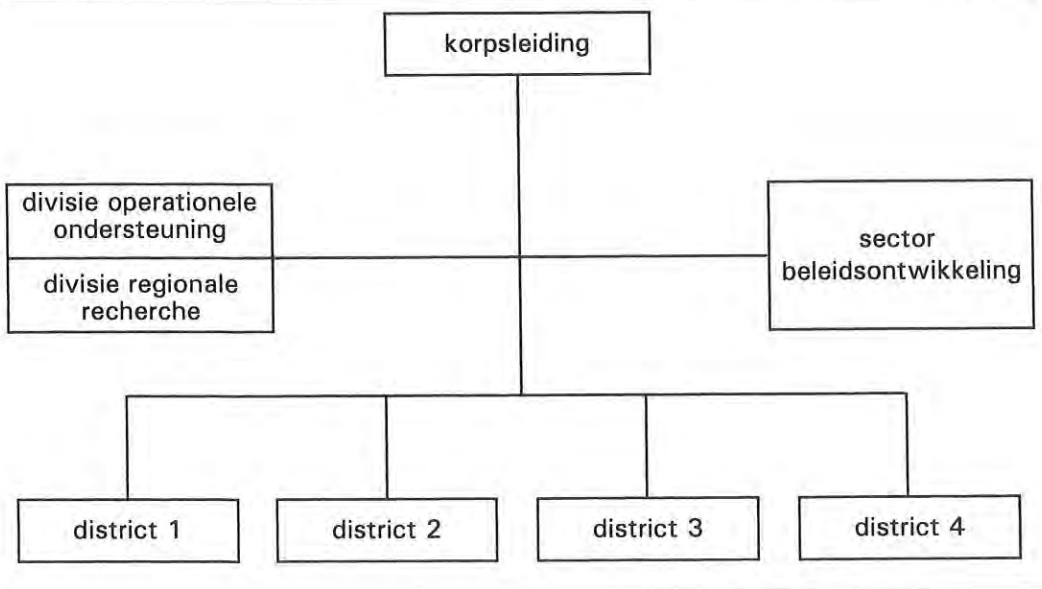 korpsleiding
divisie operationele
ondersteuning
divisie regionale
recherche
sector
beleidsontwikkeling
district 1
district 2
district 3
district 4